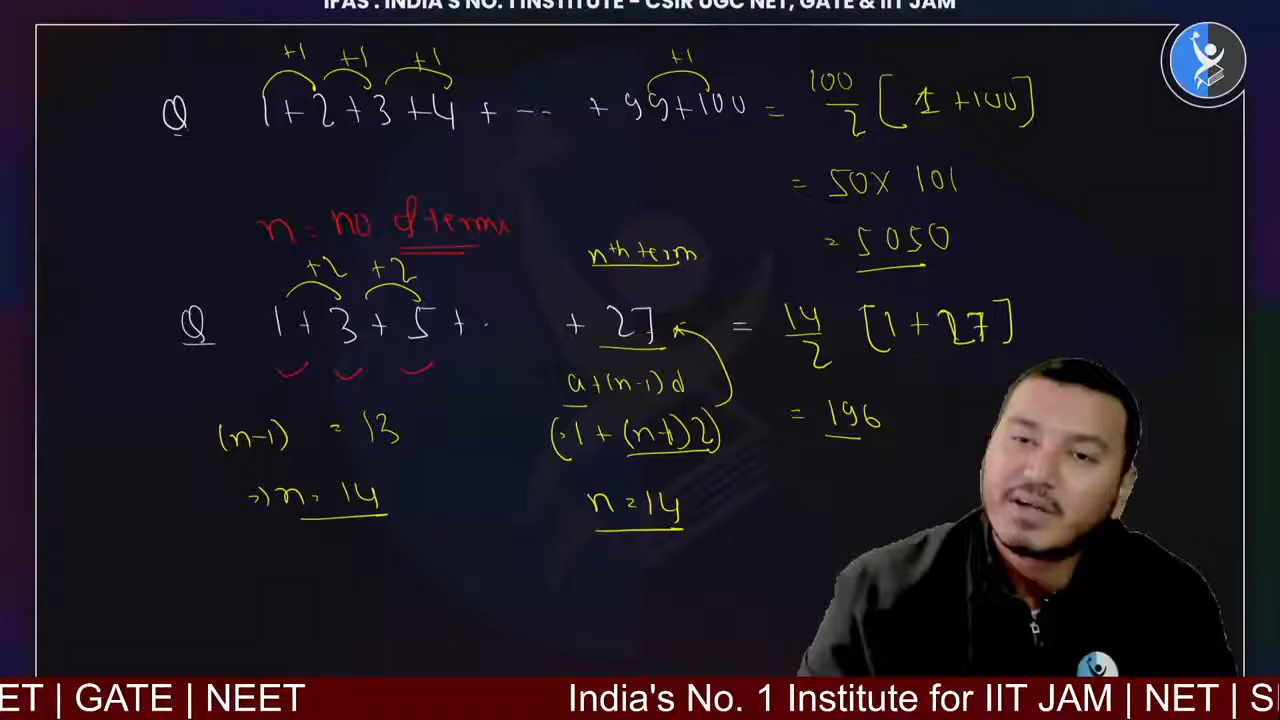 IFAS : INDIA'S NO. 1 INSTITUTE - CSIR UGC NET, GATE & IIT JAM
+1 +1 +1 +1
Q 1+2+3+4+ -- + 99+100 = 100/2 [1+100]
= 50 x 101
= 5050
n = no of terms
nth term
+2 +2
Q 1+3+5+. + 27 = 14/2 [1+27]
a+(n-1)d
= 196
(n-1) = 13
(1+(n-1)2)
=> n = 14
n = 14
ET | GATE | NEET India's No. 1 Institute for IIT JAM | NET | S